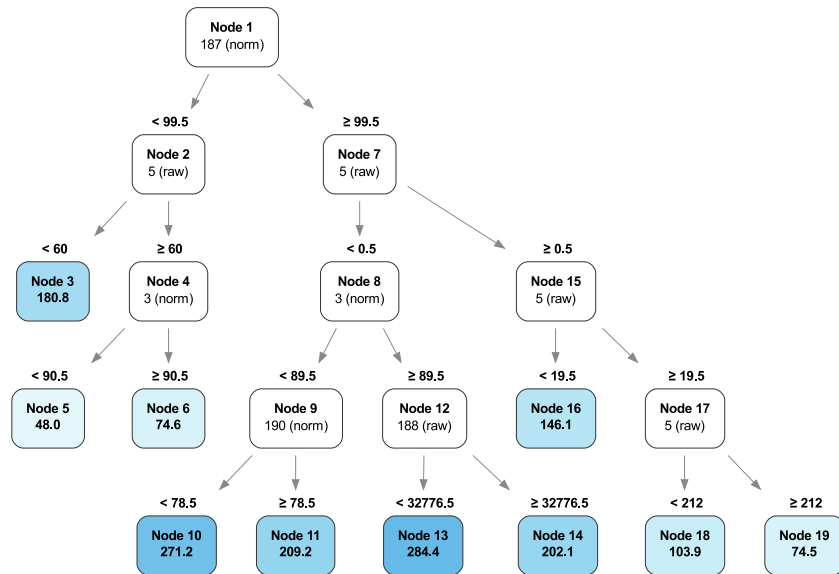 Node 1
187 (norm)
< 99.5
≥ 99.5
Node 2
5 (raw)
Node 7
5 (raw)
< 60
≥ 60
< 0.5
≥ 0.5
Node 3
180.8
Node 4
3 (norm)
Node 8
3 (norm)
Node 15
5 (raw)
< 90.5
≥ 90.5
< 89.5
≥ 89.5
< 19.5
≥ 19.5
Node 5
48.0
Node 6
74.6
Node 9
190 (norm)
Node 12
188 (raw)
Node 16
146.1
Node 17
5 (raw)
< 78.5
≥ 78.5
< 32776.5
≥ 32776.5
< 212
≥ 212
Node 10
271.2
Node 11
209.2
Node 13
284.4
Node 14
202.1
Node 18
103.9
Node 19
74.5